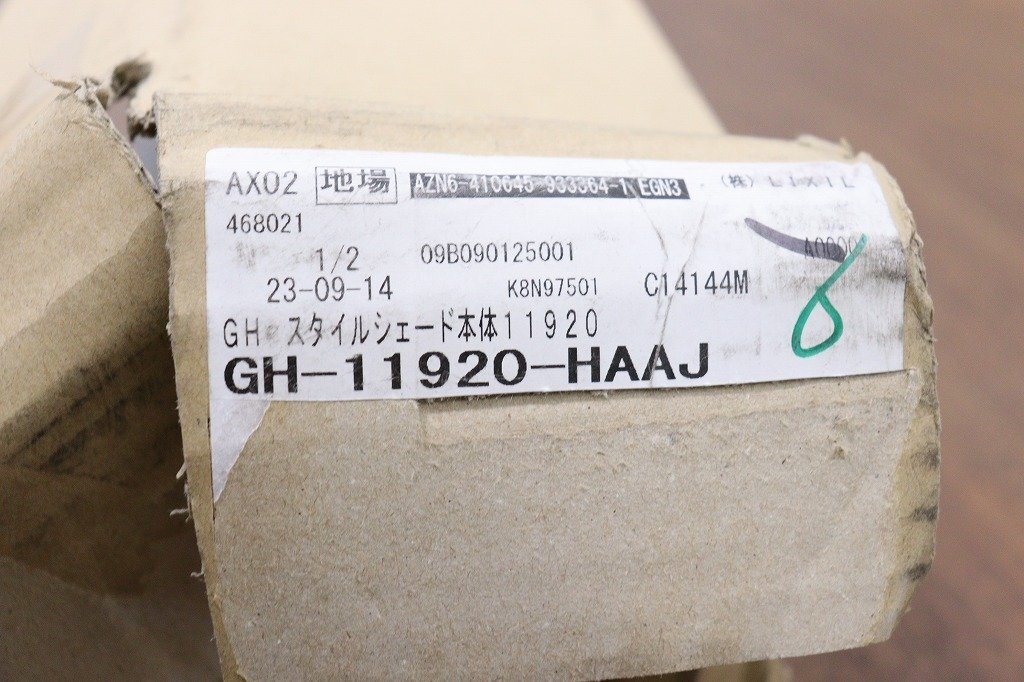 AX02 地場 AZN6-410645-933364-1 EGN3 (株) LIXIL
468021
1/2 09B090125001 A0000
23-09-14 K8N97501 C14144M
GH スタイルシェード本体11920
GH-11920-HAAJ